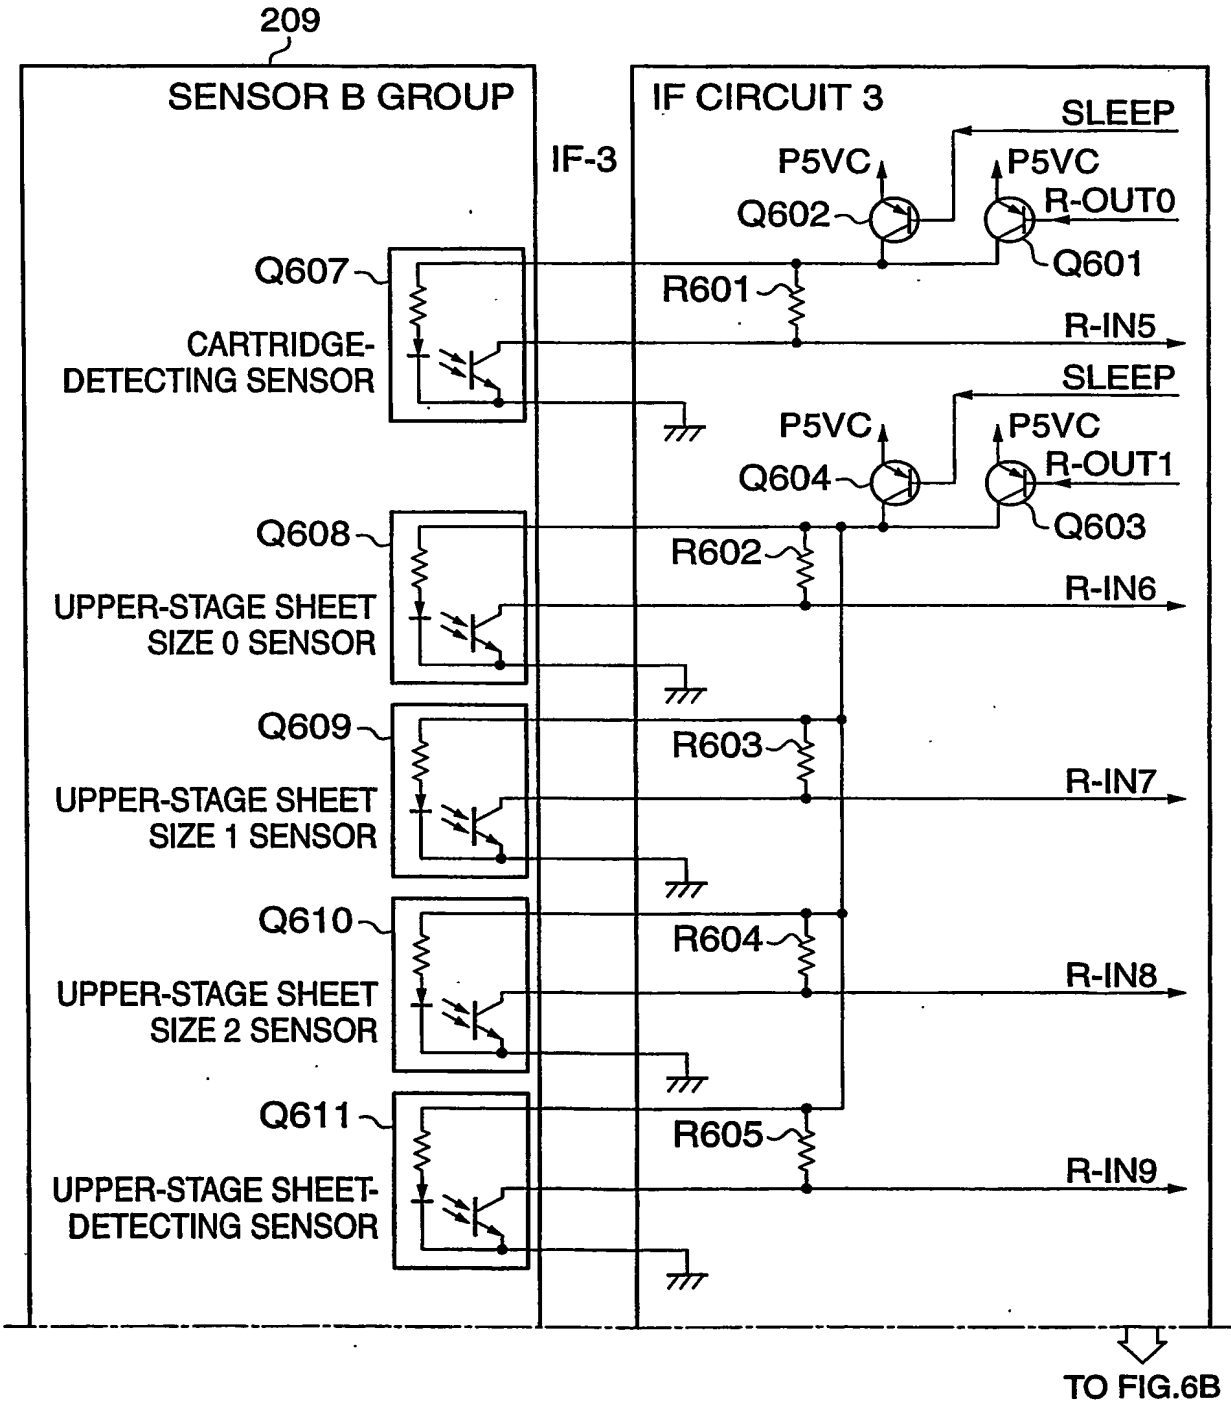 209
SENSOR B GROUP
IF-3
IF CIRCUIT 3
SLEEP
P5VC
P5VC
Q602
R-OUT0
Q601
Q607
R601
R-IN5
CARTRIDGE-
DETECTING SENSOR
SLEEP
P5VC
P5VC
Q604
R-OUT1
Q603
Q608
R602
R-IN6
UPPER-STAGE SHEET
SIZE 0 SENSOR
Q609
R603
R-IN7
UPPER-STAGE SHEET
SIZE 1 SENSOR
Q610
R604
R-IN8
UPPER-STAGE SHEET
SIZE 2 SENSOR
Q611
R605
R-IN9
UPPER-STAGE SHEET-
DETECTING SENSOR
TO FIG.6B